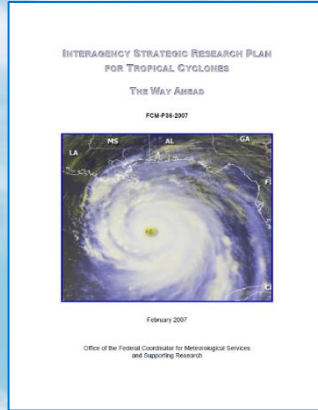 INTERAGENCY STRATEGIC RESEARCH PLAN
FOR TROPICAL CYCLONES
THE WAY AHEAD
FCM-P36-2007
LA
MS
AL
GA
February 2007
Office of the Federal Coordinator for Meteorological Services
and Supporting Research